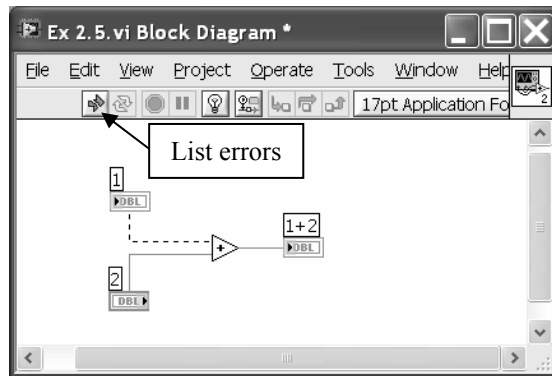 Ex 2.5.vi Block Diagram *
File Edit View Project Operate Tools Window Help
17pt Application Fo
2
List errors
1
DBL
1+2
DBL
2
DBL